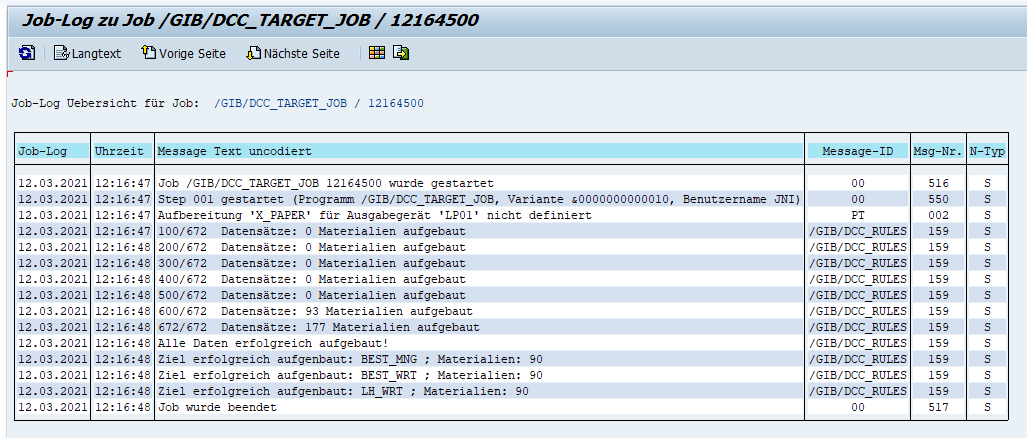 Job-Log zu Job /GIB/DCC_TARGET_JOB / 12164500
Langtext Vorige Seite Nächste Seite
Job-Log Uebersicht für Job: /GIB/DCC_TARGET_JOB / 12164500
Job-Log Uhrzeit Message Text uncodiert Message-ID Msg-Nr. N-Typ
12.03.2021 12:16:47 Job /GIB/DCC_TARGET_JOB 12164500 wurde gestartet 00 516 S
12.03.2021 12:16:47 Step 001 gestartet (Programm /GIB/DCC_TARGET_JOB, Variante &0000000000010, Benutzername JNI) 00 550 S
12.03.2021 12:16:47 Aufbereitung 'X_PAPER' für Ausgabegerät 'LP01' nicht definiert PT 002 S
12.03.2021 12:16:47 100/672 Datensätze: 0 Materialien aufgebaut /GIB/DCC_RULES 159 S
12.03.2021 12:16:48 200/672 Datensätze: 0 Materialien aufgebaut /GIB/DCC_RULES 159 S
12.03.2021 12:16:48 300/672 Datensätze: 0 Materialien aufgebaut /GIB/DCC_RULES 159 S
12.03.2021 12:16:48 400/672 Datensätze: 0 Materialien aufgebaut /GIB/DCC_RULES 159 S
12.03.2021 12:16:48 500/672 Datensätze: 0 Materialien aufgebaut /GIB/DCC_RULES 159 S
12.03.2021 12:16:48 600/672 Datensätze: 93 Materialien aufgebaut /GIB/DCC_RULES 159 S
12.03.2021 12:16:48 672/672 Datensätze: 177 Materialien aufgebaut /GIB/DCC_RULES 159 S
12.03.2021 12:16:48 Alle Daten erfolgreich aufgebaut! /GIB/DCC_RULES 159 S
12.03.2021 12:16:48 Ziel erfolgreich aufgenbaut: BEST_MNG ; Materialien: 90 /GIB/DCC_RULES 159 S
12.03.2021 12:16:48 Ziel erfolgreich aufgenbaut: BEST_WRT ; Materialien: 90 /GIB/DCC_RULES 159 S
12.03.2021 12:16:48 Ziel erfolgreich aufgenbaut: LH_WRT ; Materialien: 90 /GIB/DCC_RULES 159 S
12.03.2021 12:16:48 Job wurde beendet 00 517 S